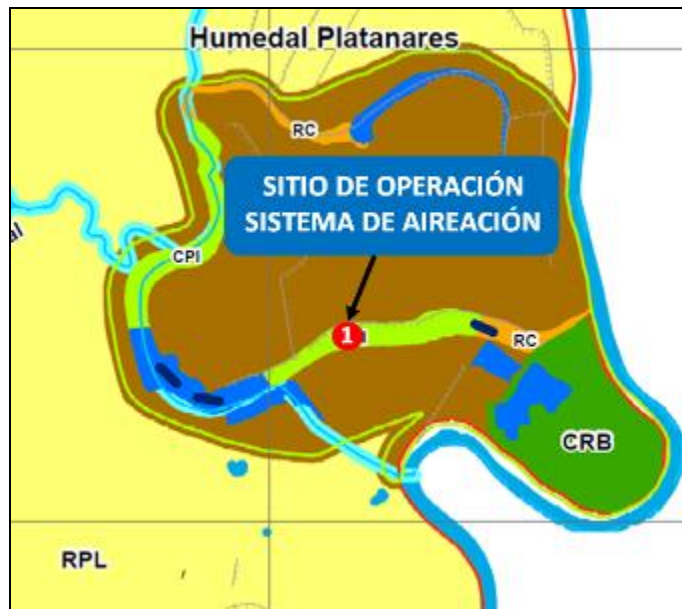 Humedal Platanares
RC
SITIO DE OPERACIÓN
SISTEMA DE AIREACIÓN
CPI
1
RC
CRB
RPL